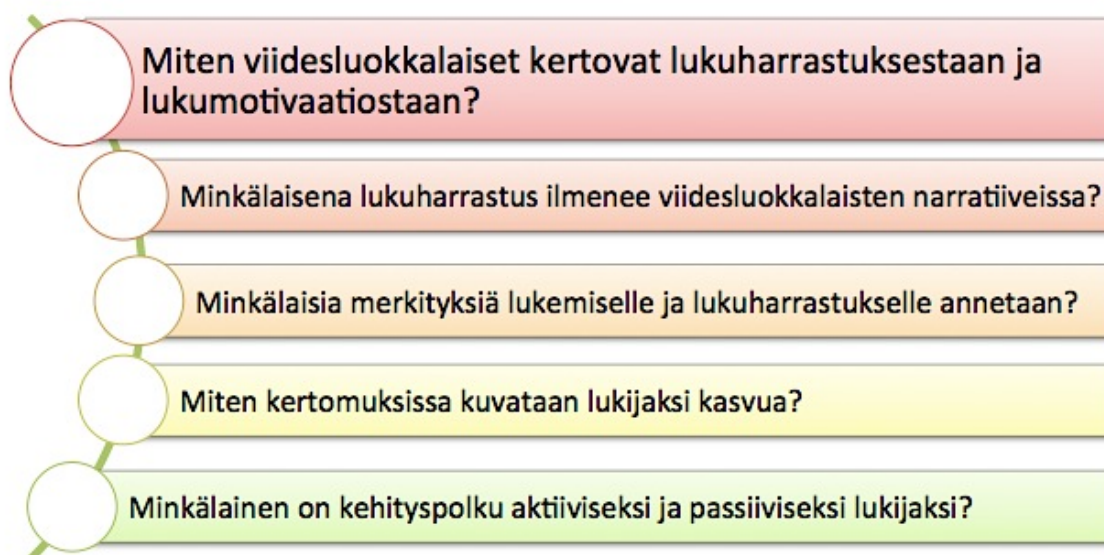 Miten viidesluokkalaiset kertovat lukuharrastuksestaan ja
lukumotivaatiostaan?
Minkälaisena lukuharrastus ilmenee viidesluokkalaisten narratiiveissa?
Minkälaisia merkityksiä lukemiselle ja lukuharrastukselle annetaan?
Miten kertomuksissa kuvataan lukijaksi kasvua?
Minkälainen on kehityspolku aktiiviseksi ja passiiviseksi lukijaksi?